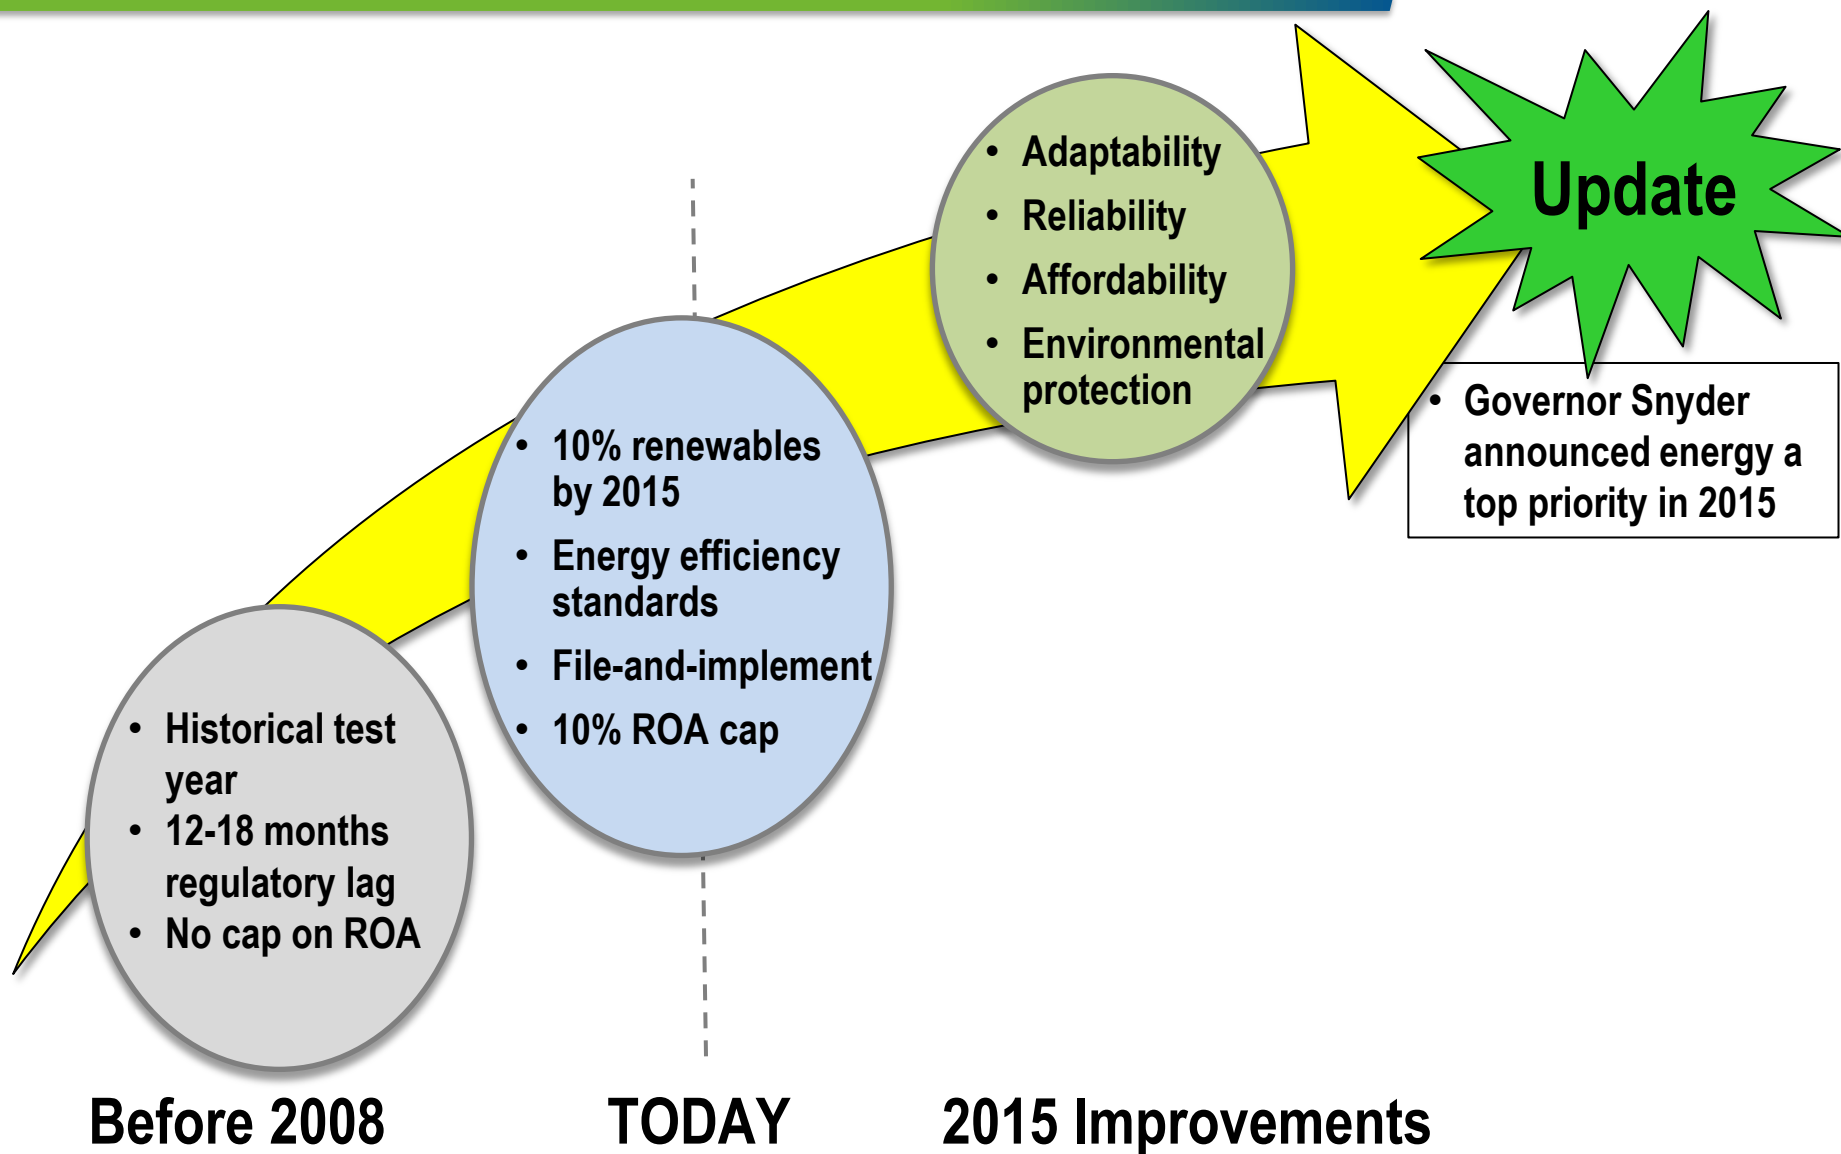 • Adaptability
• Reliability
• Affordability
• Environmental
protection
Update
• Governor Snyder
announced energy a
top priority in 2015
• 10% renewables
by 2015
• Energy efficiency
standards
• File-and-implement
• 10% ROA cap
• Historical test
year
• 12-18 months
regulatory lag
• No cap on ROA
Before 2008
TODAY
2015 Improvements